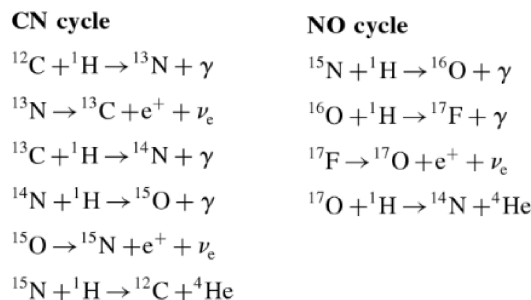 CN cycle
¹²C + ¹H → ¹³N + γ
¹³N → ¹³C + e⁺ + νₑ
¹³C + ¹H → ¹⁴N + γ
¹⁴N + ¹H → ¹⁵O + γ
¹⁵O → ¹⁵N + e⁺ + νₑ
¹⁵N + ¹H → ¹²C + ⁴He
NO cycle
¹⁵N + ¹H → ¹⁶O + γ
¹⁶O + ¹H → ¹⁷F + γ
¹⁷F → ¹⁷O + e⁺ + νₑ
¹⁷O + ¹H → ¹⁴N + ⁴He